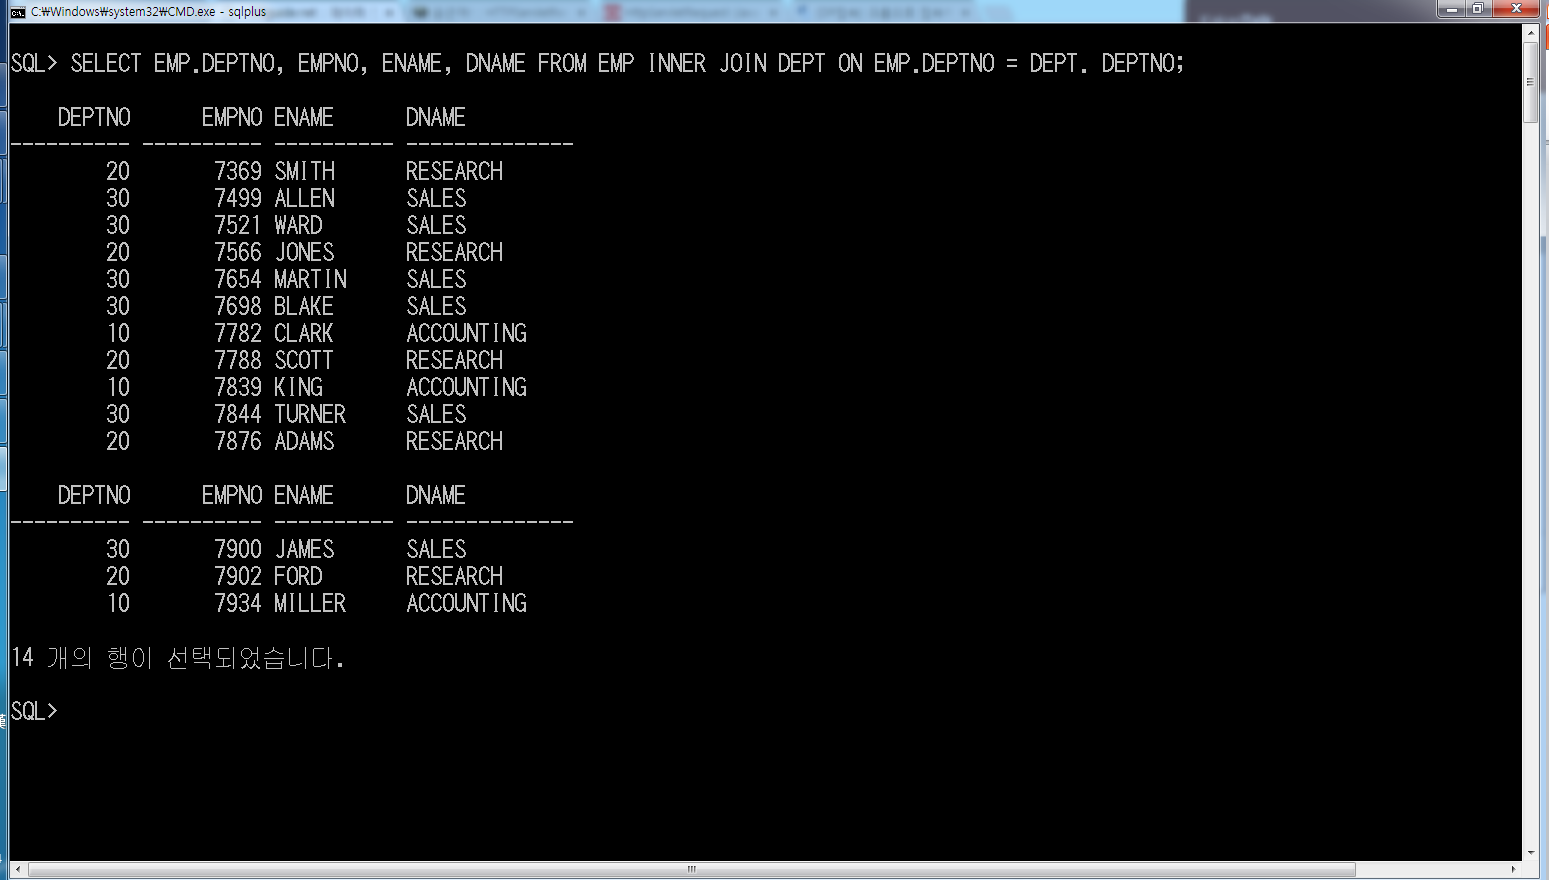 C:\Windows\system32\CMD.exe - sqlplus
SQL> SELECT EMP.DEPTNO, EMPNO, ENAME, DNAME FROM EMP INNER JOIN DEPT ON EMP.DEPTNO = DEPT. DEPTNO;
    DEPTNO      EMPNO ENAME      DNAME
---------- ---------- ---------- --------------
        20       7369 SMITH      RESEARCH
        30       7499 ALLEN      SALES
        30       7521 WARD       SALES
        20       7566 JONES      RESEARCH
        30       7654 MARTIN     SALES
        30       7698 BLAKE      SALES
        10       7782 CLARK      ACCOUNTING
        20       7788 SCOTT      RESEARCH
        10       7839 KING       ACCOUNTING
        30       7844 TURNER     SALES
        20       7876 ADAMS      RESEARCH
    DEPTNO      EMPNO ENAME      DNAME
---------- ---------- ---------- --------------
        30       7900 JAMES      SALES
        20       7902 FORD       RESEARCH
        10       7934 MILLER     ACCOUNTING
14 개의 행이 선택되었습니다.
SQL>